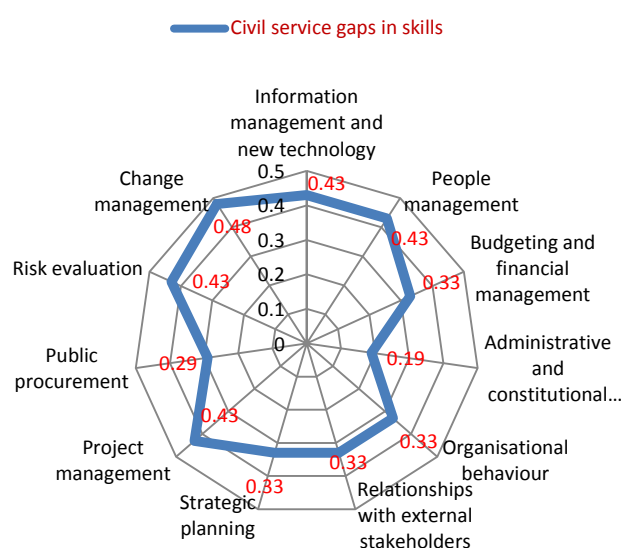 Civil service gaps in skills
Information
management and
new technology
People
management
Budgeting and
financial
management
Administrative
and
constitutional...
Organisational
behaviour
Relationships
with external
stakeholders
Strategic
planning
Project
management
Public
procurement
Risk evaluation
Change
management
0.5
0.4
0.3
0.2
0.1
0
0.43
0.43
0.33
0.19
0.33
0.33
0.33
0.43
0.29
0.43
0.48